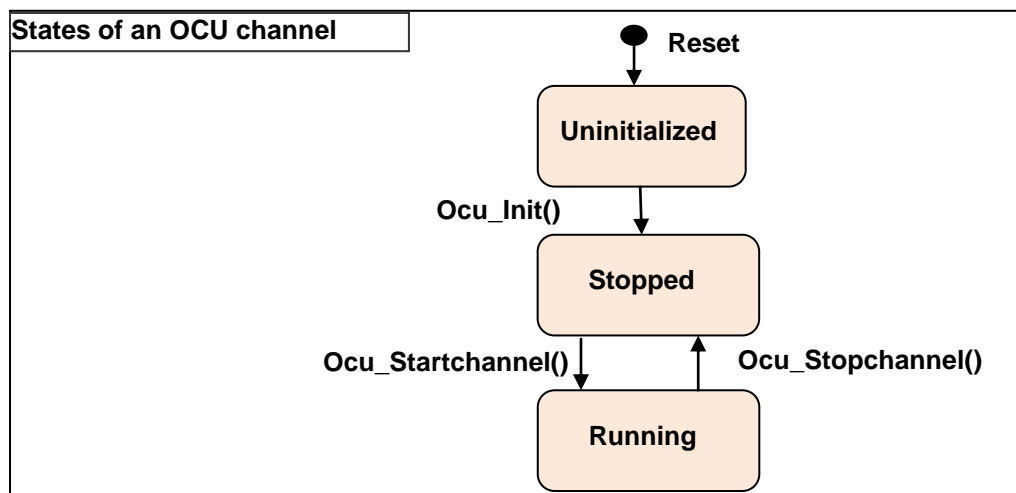 States of an OCU channel
Reset
Uninitialized
Ocu_Init()
Stopped
Ocu_Startchannel()
Ocu_Stopchannel()
Running